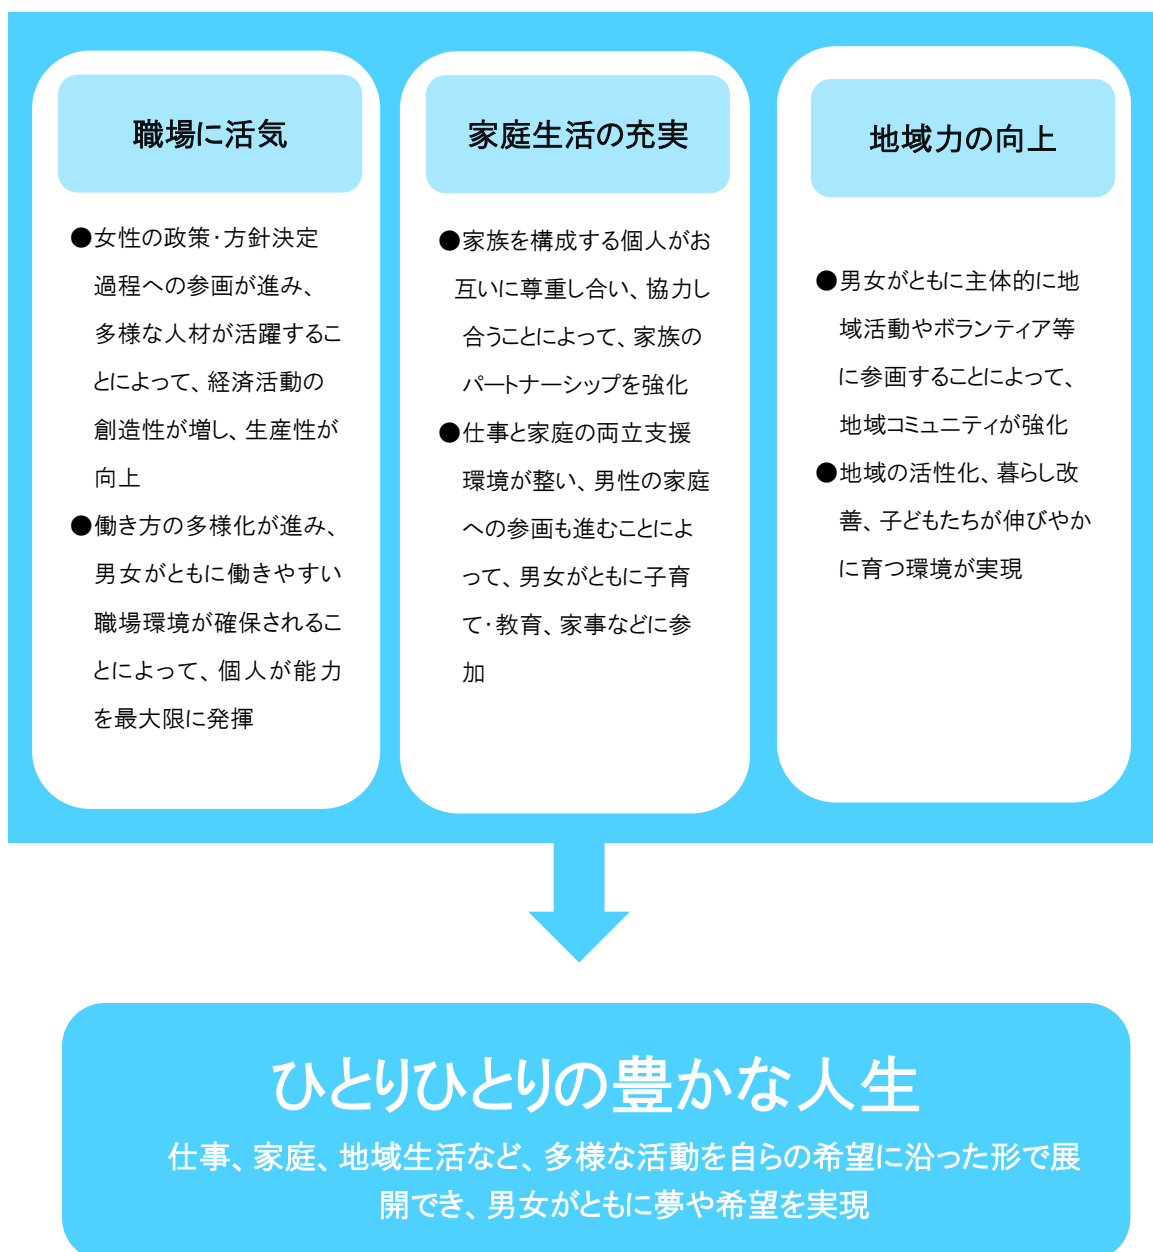 職場に活気
●女性の政策・方針決定
過程への参画が進み、
多様な人材が活躍するこ
とによって、経済活動の
創造性が増し、生産性が
向上
●働き方の多様化が進み、
男女がともに働きやすい
職場環境が確保されるこ
とによって、個人が能力
を最大限に発揮
家庭生活の充実
●家族を構成する個人がお
互いに尊重し合い、協力し
合うことによって、家族の
パートナーシップを強化
●仕事と家庭の両立支援
環境が整い、男性の家庭
への参画も進むことによ
って、男女がともに子育
て・教育、家事などに参
加
地域力の向上
●男女がともに主体的に地
域活動やボランティア等
に参画することによって、
地域コミュニティが強化
●地域の活性化、暮らし改
善、子どもたちが伸びやか
に育つ環境が実現
ひとりひとりの豊かな人生
仕事、家庭、地域生活など、多様な活動を自らの希望に沿った形で展
開でき、男女がともに夢や希望を実現